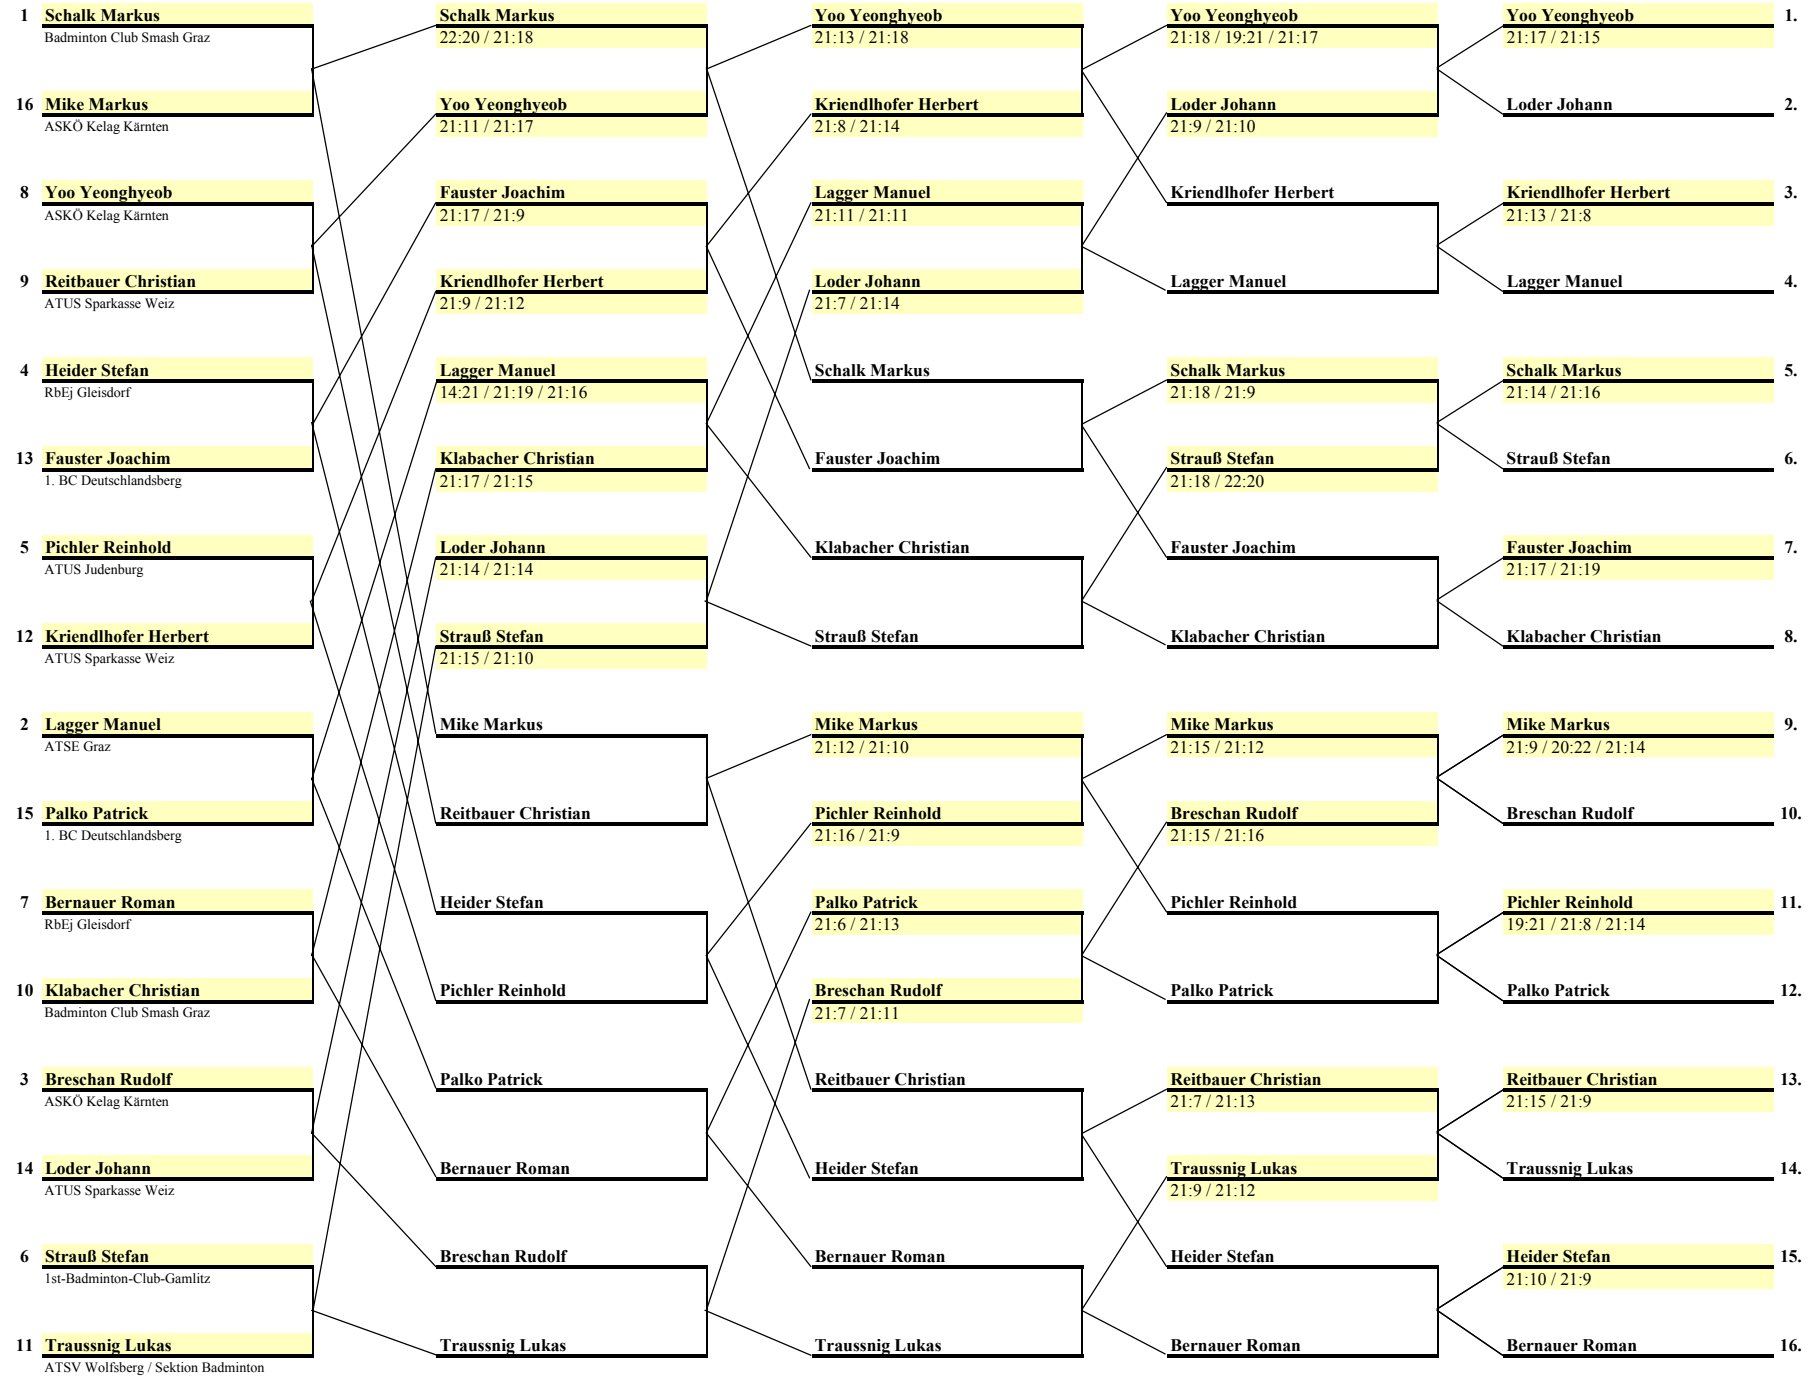 1 Schalk Markus Schalk Markus Yoo Yeonghyeob Yoo Yeonghyeob Yoo Yeonghyeob 1.
Badminton Club Smash Graz 22:20 / 21:18 21:13 / 21:18 21:18 / 19:21 / 21:17 21:17 / 21:15
16 Mike Markus Yoo Yeonghyeob Kriendlhofer Herbert Loder Johann Loder Johann 2.
ASKÖ Kelag Kärnten 21:11 / 21:17 21:8 / 21:14 21:9 / 21:10
8 Yoo Yeonghyeob Fauster Joachim Lagger Manuel Kriendlhofer Herbert Kriendlhofer Herbert 3.
ASKÖ Kelag Kärnten 21:17 / 21:9 21:11 / 21:11 21:13 / 21:8
9 Reitbauer Christian Kriendlhofer Herbert Loder Johann Lagger Manuel Lagger Manuel 4.
ATUS Sparkasse Weiz 21:9 / 21:12 21:7 / 21:14
4 Heider Stefan Lagger Manuel Schalk Markus Schalk Markus Schalk Markus 5.
RbEj Gleisdorf 14:21 / 21:19 / 21:16 21:18 / 21:9 21:14 / 21:16
13 Fauster Joachim Klabacher Christian Fauster Joachim Strauß Stefan Strauß Stefan 6.
1. BC Deutschlandsberg 21:17 / 21:15 21:18 / 22:20
5 Pichler Reinhold Loder Johann Klabacher Christian Fauster Joachim Fauster Joachim 7.
ATUS Judenburg 21:14 / 21:14 21:17 / 21:19
12 Kriendlhofer Herbert Strauß Stefan Strauß Stefan Klabacher Christian Klabacher Christian 8.
ATUS Sparkasse Weiz 21:15 / 21:10
2 Lagger Manuel Mike Markus Mike Markus Mike Markus Mike Markus 9.
ATSE Graz 21:12 / 21:10 21:15 / 21:12 21:9 / 20:22 / 21:14
15 Palko Patrick Reitbauer Christian Pichler Reinhold Breschan Rudolf Breschan Rudolf 10.
1. BC Deutschlandsberg 21:16 / 21:9 21:15 / 21:16
7 Bernauer Roman Heider Stefan Palko Patrick Pichler Reinhold Pichler Reinhold 11.
RbEj Gleisdorf 21:6 / 21:13 19:21 / 21:8 / 21:14
10 Klabacher Christian Pichler Reinhold Breschan Rudolf Palko Patrick Palko Patrick 12.
Badminton Club Smash Graz 21:7 / 21:11
3 Breschan Rudolf Palko Patrick Reitbauer Christian Reitbauer Christian Reitbauer Christian 13.
ASKÖ Kelag Kärnten 21:7 / 21:13 21:15 / 21:9
14 Loder Johann Bernauer Roman Heider Stefan Traussnig Lukas Traussnig Lukas 14.
ATUS Sparkasse Weiz 21:9 / 21:12
6 Strauß Stefan Breschan Rudolf Bernauer Roman Heider Stefan Heider Stefan 15.
1st-Badminton-Club-Gamlitz 21:10 / 21:9
11 Traussnig Lukas Traussnig Lukas Traussnig Lukas Bernauer Roman Bernauer Roman 16.
ATSV Wolfsberg / Sektion Badminton